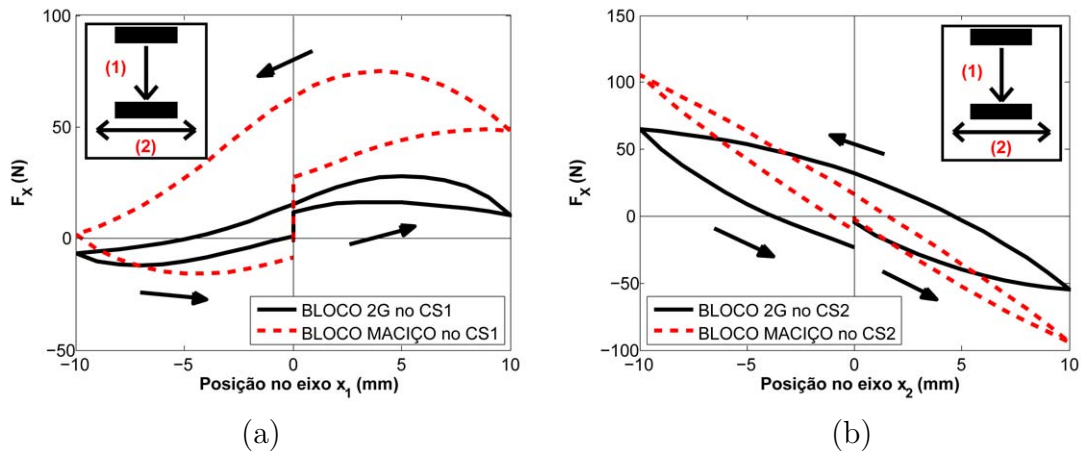 100
50
0
−50
F_X (N)
(1)
(2)
BLOCO 2G no CS1
BLOCO MACIÇO no CS1
−10
−5
0
5
10
Posição no eixo x_1 (mm)
(a)
150
100
50
0
−50
−100
F_X (N)
(1)
(2)
BLOCO 2G no CS2
BLOCO MACIÇO no CS2
−10
−5
0
5
10
Posição no eixo x_2 (mm)
(b)